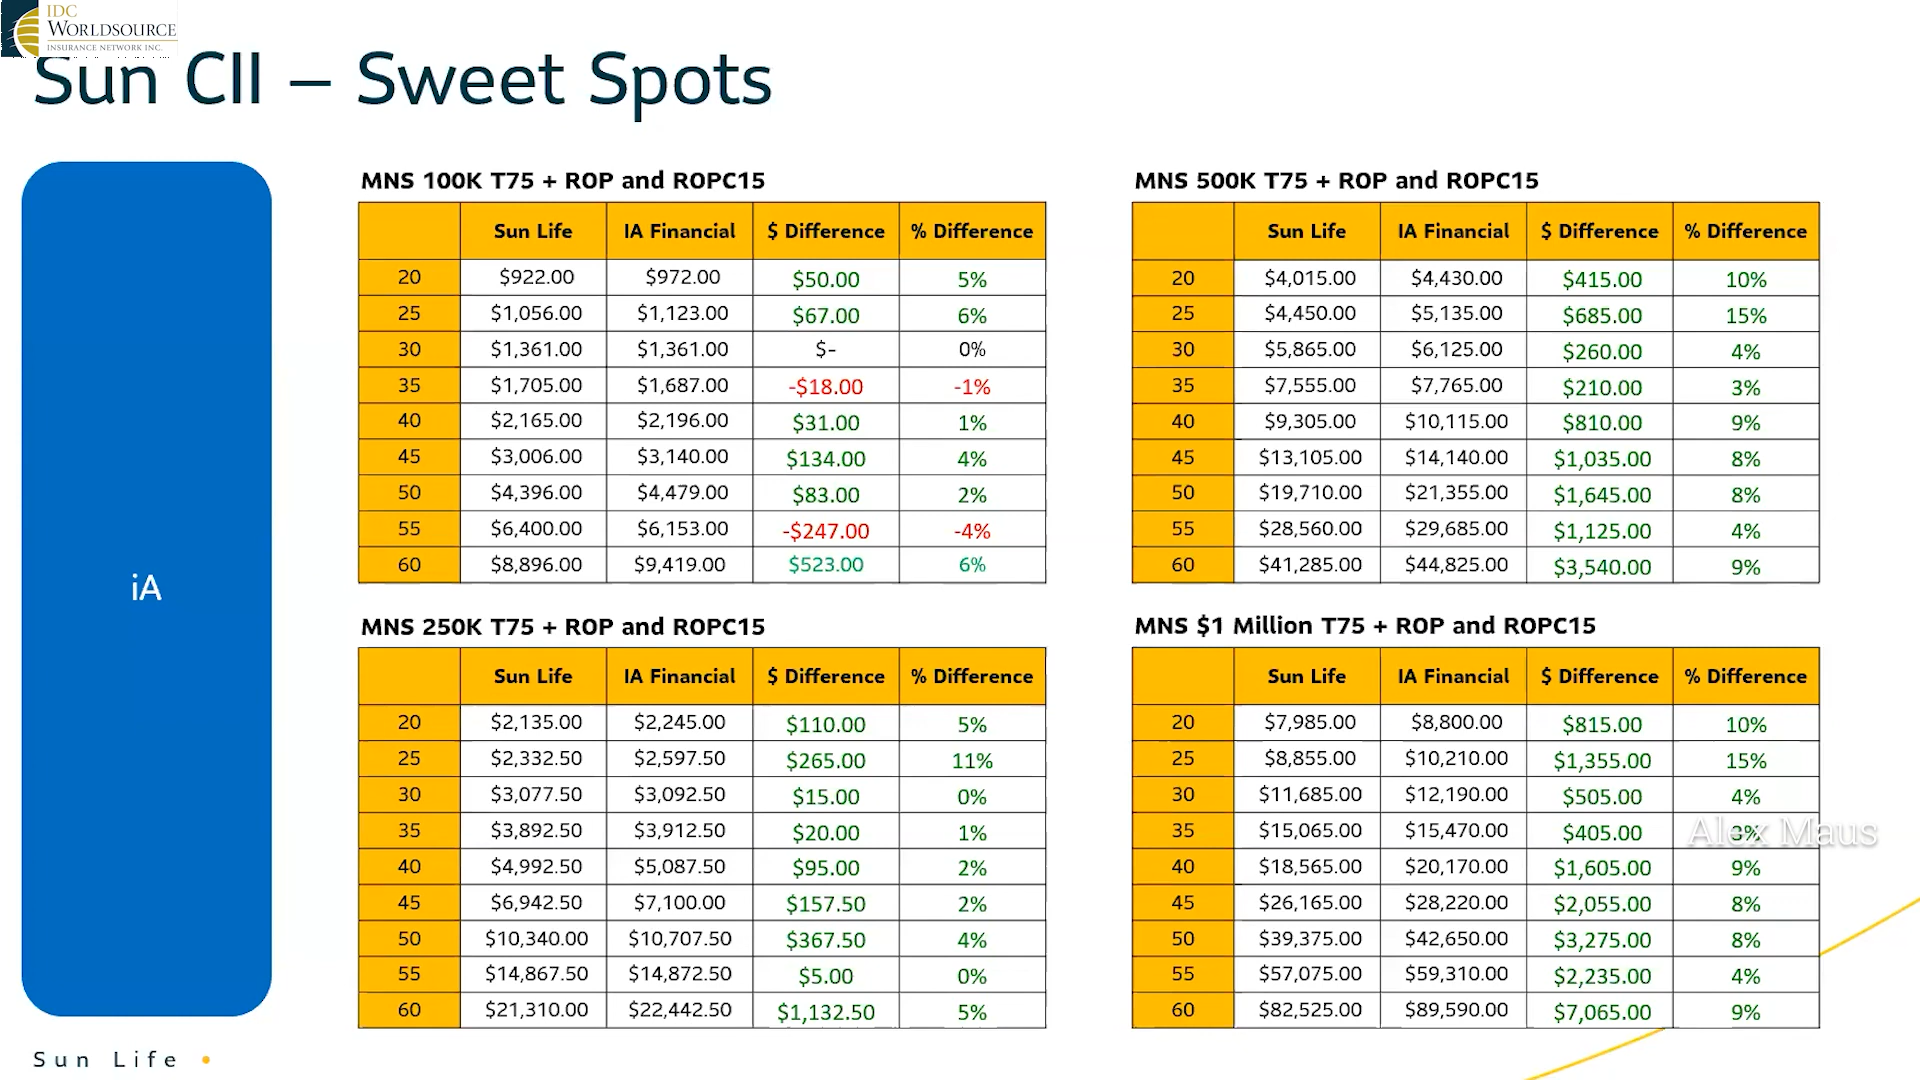 IDC
WORLDSOURCE
INSURANCE NETWORK INC.
Sun CII – Sweet Spots
iA
MNS 100K T75 + ROP and ROPC15
Sun Life IA Financial $ Difference % Difference
20 $922.00 $972.00 $50.00 5%
25 $1,056.00 $1,123.00 $67.00 6%
30 $1,361.00 $1,361.00 $- 0%
35 $1,705.00 $1,687.00 -$18.00 -1%
40 $2,165.00 $2,196.00 $31.00 1%
45 $3,006.00 $3,140.00 $134.00 4%
50 $4,396.00 $4,479.00 $83.00 2%
55 $6,400.00 $6,153.00 -$247.00 -4%
60 $8,896.00 $9,419.00 $523.00 6%
MNS 500K T75 + ROP and ROPC15
Sun Life IA Financial $ Difference % Difference
20 $4,015.00 $4,430.00 $415.00 10%
25 $4,450.00 $5,135.00 $685.00 15%
30 $5,865.00 $6,125.00 $260.00 4%
35 $7,555.00 $7,765.00 $210.00 3%
40 $9,305.00 $10,115.00 $810.00 9%
45 $13,105.00 $14,140.00 $1,035.00 8%
50 $19,710.00 $21,355.00 $1,645.00 8%
55 $28,560.00 $29,685.00 $1,125.00 4%
60 $41,285.00 $44,825.00 $3,540.00 9%
MNS 250K T75 + ROP and ROPC15
Sun Life IA Financial $ Difference % Difference
20 $2,135.00 $2,245.00 $110.00 5%
25 $2,332.50 $2,597.50 $265.00 11%
30 $3,077.50 $3,092.50 $15.00 0%
35 $3,892.50 $3,912.50 $20.00 1%
40 $4,992.50 $5,087.50 $95.00 2%
45 $6,942.50 $7,100.00 $157.50 2%
50 $10,340.00 $10,707.50 $367.50 4%
55 $14,867.50 $14,872.50 $5.00 0%
60 $21,310.00 $22,442.50 $1,132.50 5%
MNS $1 Million T75 + ROP and ROPC15
Sun Life IA Financial $ Difference % Difference
20 $7,985.00 $8,800.00 $815.00 10%
25 $8,855.00 $10,210.00 $1,355.00 15%
30 $11,685.00 $12,190.00 $505.00 4%
35 $15,065.00 $15,470.00 $405.00 3%
Alex Maus
40 $18,565.00 $20,170.00 $1,605.00 9%
45 $26,165.00 $28,220.00 $2,055.00 8%
50 $39,375.00 $42,650.00 $3,275.00 8%
55 $57,075.00 $59,310.00 $2,235.00 4%
60 $82,525.00 $89,590.00 $7,065.00 9%
Sun Life